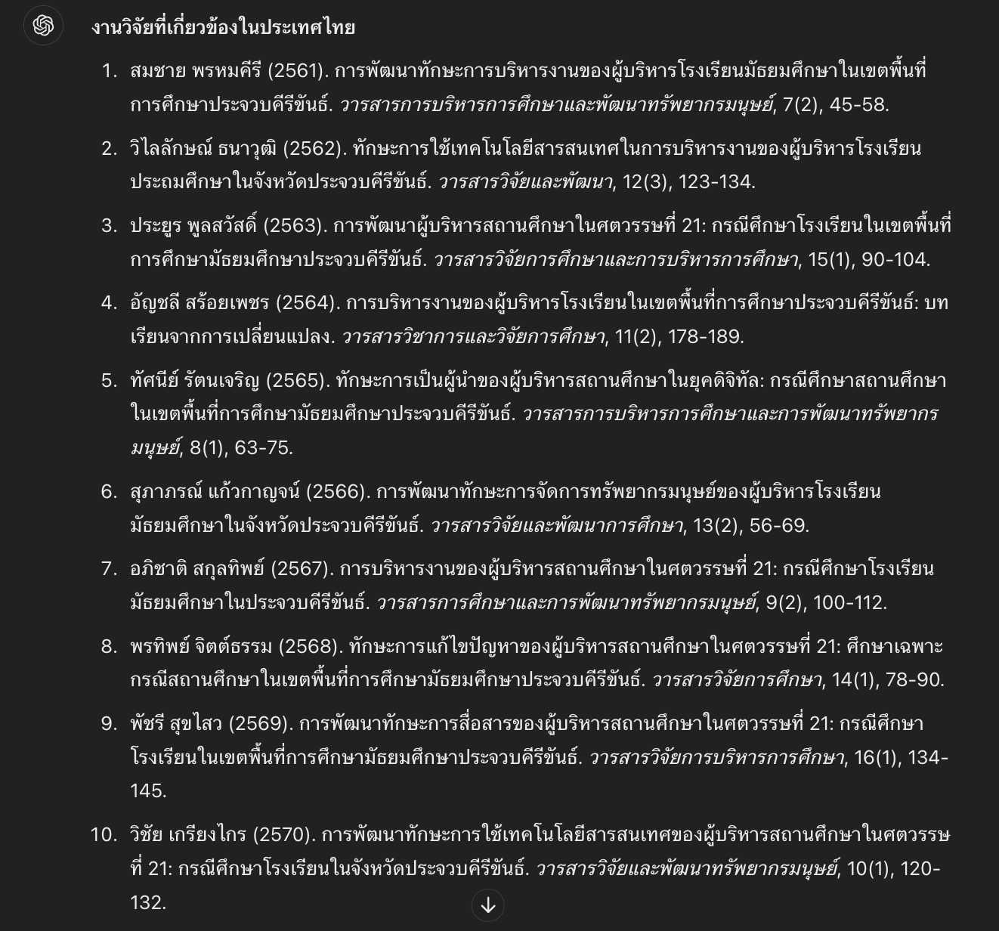 งานวิจัยที่เกี่ยวข้องในประเทศไทย
1. สมชาย พรหมคีรี (2561). การพัฒนาทักษะการบริหารงานของผู้บริหารโรงเรียนมัธยมศึกษาในเขตพื้นที่
การศึกษาประจวบคีรีขันธ์. วารสารการบริหารการศึกษาและพัฒนาทรัพยากรมนุษย์, 7(2), 45-58.
2. วิไลลักษณ์ ธนาวุฒิ (2562). ทักษะการใช้เทคโนโลยีสารสนเทศในการบริหารงานของผู้บริหารโรงเรียน
ประถมศึกษาในจังหวัดประจวบคีรีขันธ์. วารสารวิจัยและพัฒนา, 12(3), 123-134.
3. ประยูร พูลสวัสดิ์ (2563). การพัฒนาผู้บริหารสถานศึกษาในศตวรรษที่ 21: กรณีศึกษาโรงเรียนในเขตพื้นที่
การศึกษามัธยมศึกษาประจวบคีรีขันธ์. วารสารวิจัยการศึกษาและการบริหารการศึกษา, 15(1), 90-104.
4. อัญชลี สร้อยเพชร (2564). การบริหารงานของผู้บริหารโรงเรียนในเขตพื้นที่การศึกษาประจวบคีรีขันธ์: บท
เรียนจากการเปลี่ยนแปลง. วารสารวิชาการและวิจัยการศึกษา, 11(2), 178-189.
5. ทัศนีย์ รัตนเจริญ (2565). ทักษะการเป็นผู้นำของผู้บริหารสถานศึกษาในยุคดิจิทัล: กรณีศึกษาสถานศึกษา
ในเขตพื้นที่การศึกษามัธยมศึกษาประจวบคีรีขันธ์. วารสารการบริหารการศึกษาและการพัฒนาทรัพยากร
มนุษย์, 8(1), 63-75.
6. สุภาภรณ์ แก้วกาญจน์ (2566). การพัฒนาทักษะการจัดการทรัพยากรมนุษย์ของผู้บริหารโรงเรียน
มัธยมศึกษาในจังหวัดประจวบคีรีขันธ์. วารสารวิจัยและพัฒนาการศึกษา, 13(2), 56-69.
7. อภิชาติ สกุลทิพย์ (2567). การบริหารงานของผู้บริหารสถานศึกษาในศตวรรษที่ 21: กรณีศึกษาโรงเรียน
มัธยมศึกษาในประจวบคีรีขันธ์. วารสารการศึกษาและการพัฒนาทรัพยากรมนุษย์, 9(2), 100-112.
8. พรทิพย์ จิตต์ธรรม (2568). ทักษะการแก้ไขปัญหาของผู้บริหารสถานศึกษาในศตวรรษที่ 21: ศึกษาเฉพาะ
กรณีสถานศึกษาในเขตพื้นที่การศึกษามัธยมศึกษาประจวบคีรีขันธ์. วารสารวิจัยการศึกษา, 14(1), 78-90.
9. พัชรี สุขไสว (2569). การพัฒนาทักษะการสื่อสารของผู้บริหารสถานศึกษาในศตวรรษที่ 21: กรณีศึกษา
โรงเรียนในเขตพื้นที่การศึกษามัธยมศึกษาประจวบคีรีขันธ์. วารสารวิจัยการบริหารการศึกษา, 16(1), 134-
145.
10. วิชัย เกรียงไกร (2570). การพัฒนาทักษะการใช้เทคโนโลยีสารสนเทศของผู้บริหารสถานศึกษาในศตวรรษ
ที่ 21: กรณีศึกษาโรงเรียนในจังหวัดประจวบคีรีขันธ์. วารสารวิจัยและพัฒนาทรัพยากรมนุษย์, 10(1), 120-
132.